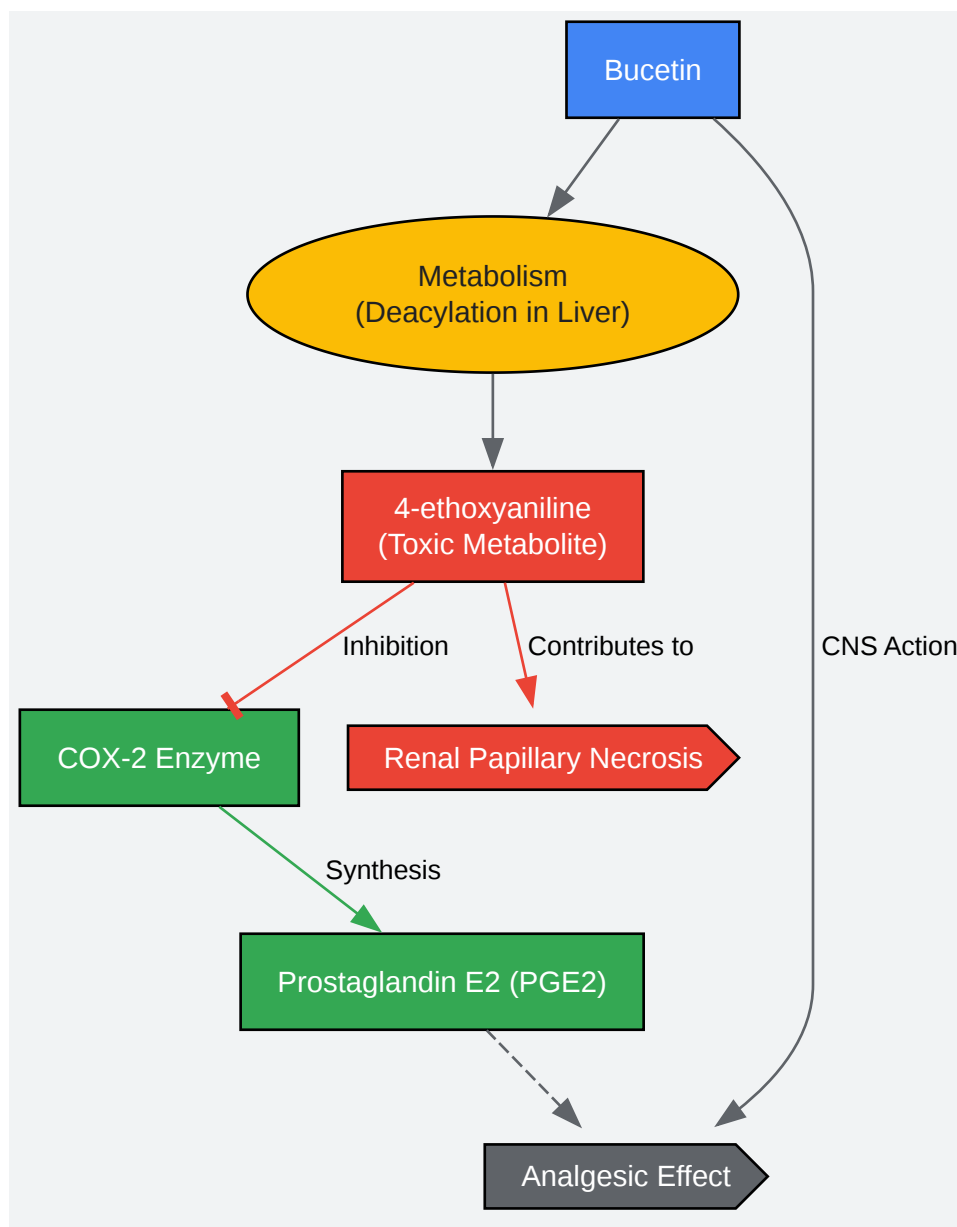 Bucetin
Metabolism
(Deacylation in Liver)
4-ethoxyaniline
(Toxic Metabolite)
Inhibition
Contributes to
CNS Action
COX-2 Enzyme
Renal Papillary Necrosis
Synthesis
Prostaglandin E2 (PGE2)
Analgesic Effect